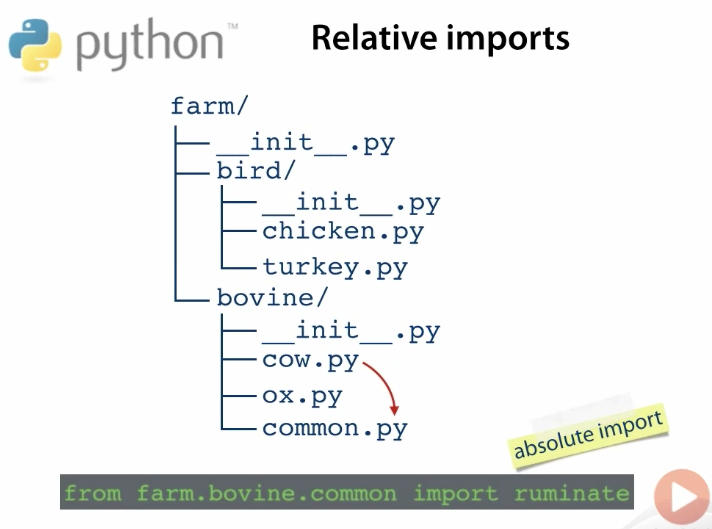 python™
Relative imports
farm/
__init__.py
bird/
__init__.py
chicken.py
turkey.py
bovine/
__init__.py
cow.py
ox.py
common.py
absolute import
from farm.bovine.common import ruminate